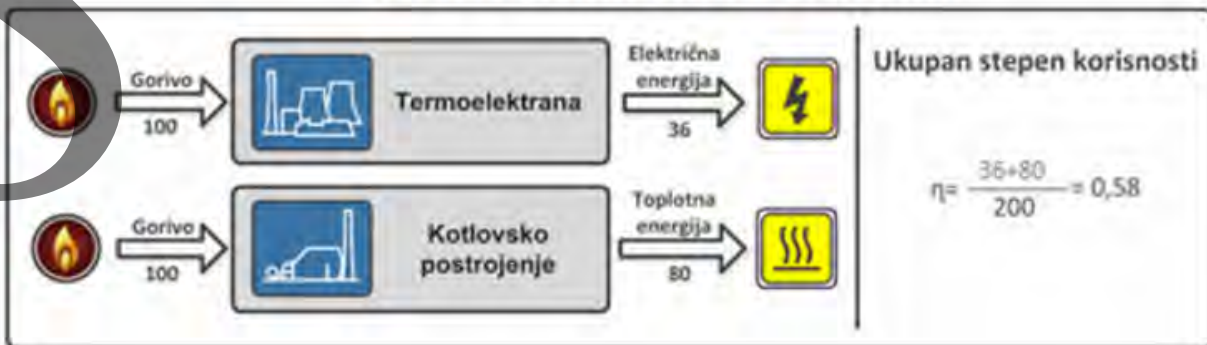 Gorivo
100
Termoelektrana
Električna
energija
36
Gorivo
100
Kotlovsko
postrojenje
Toplotna
energija
80
Ukupan stepen korisnosti
η= 36+80
200
= 0,58